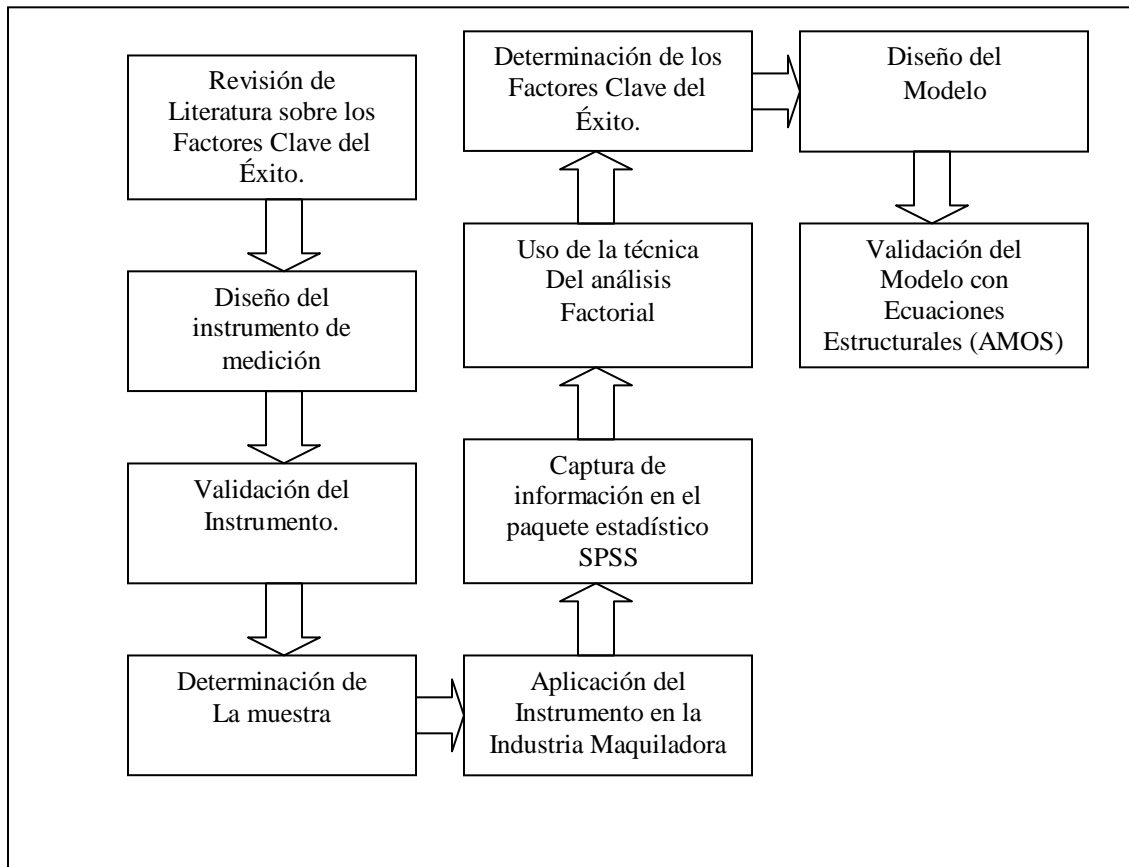 Revisión de
Literatura sobre los
Factores Clave del
Éxito.
Diseño del
instrumento de
medición
Validación del
Instrumento.
Determinación de
La muestra
Aplicación del
Instrumento en la
Industria Maquiladora
Captura de
información en el
paquete estadístico
SPSS
Uso de la técnica
Del análisis
Factorial
Determinación de los
Factores Clave del
Éxito.
Diseño del
Modelo
Validación del
Modelo con
Ecuaciones
Estructurales (AMOS)